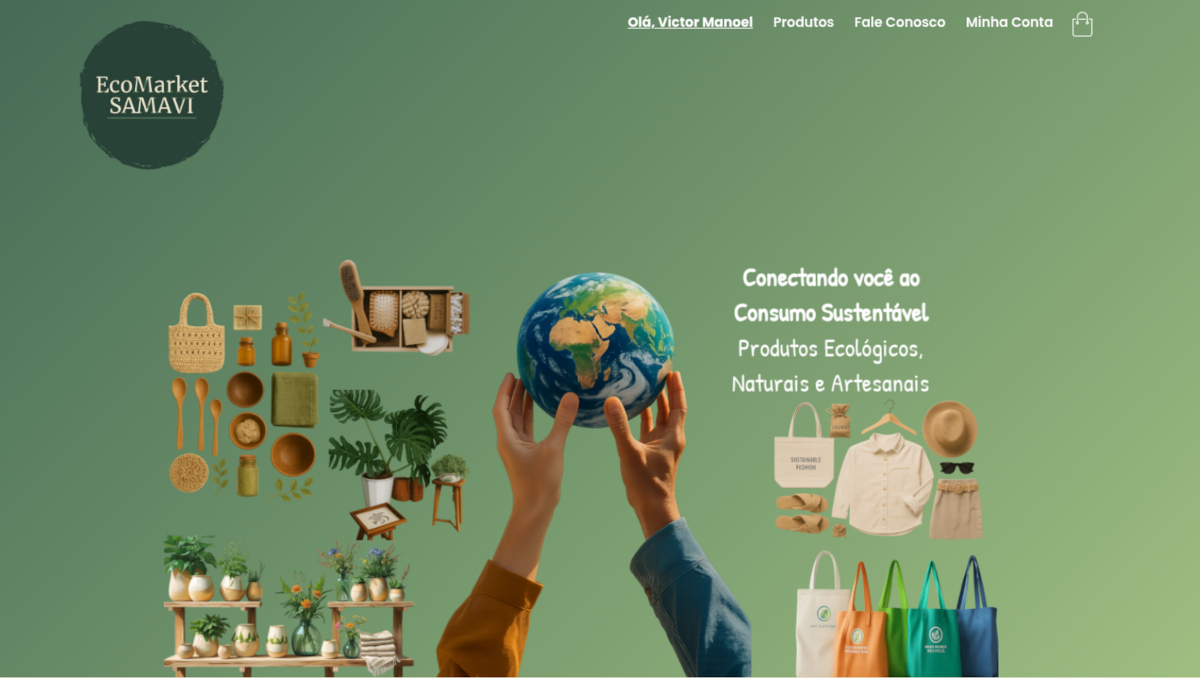 Olá, Victor Manoel
Produtos
Fale Conosco
Minha Conta
EcoMarket
SAMAVI
Conectando você ao
Consumo Sustentável
Produtos Ecológicos,
Naturais e Artesanais
SUSTAINABLE
FASHION